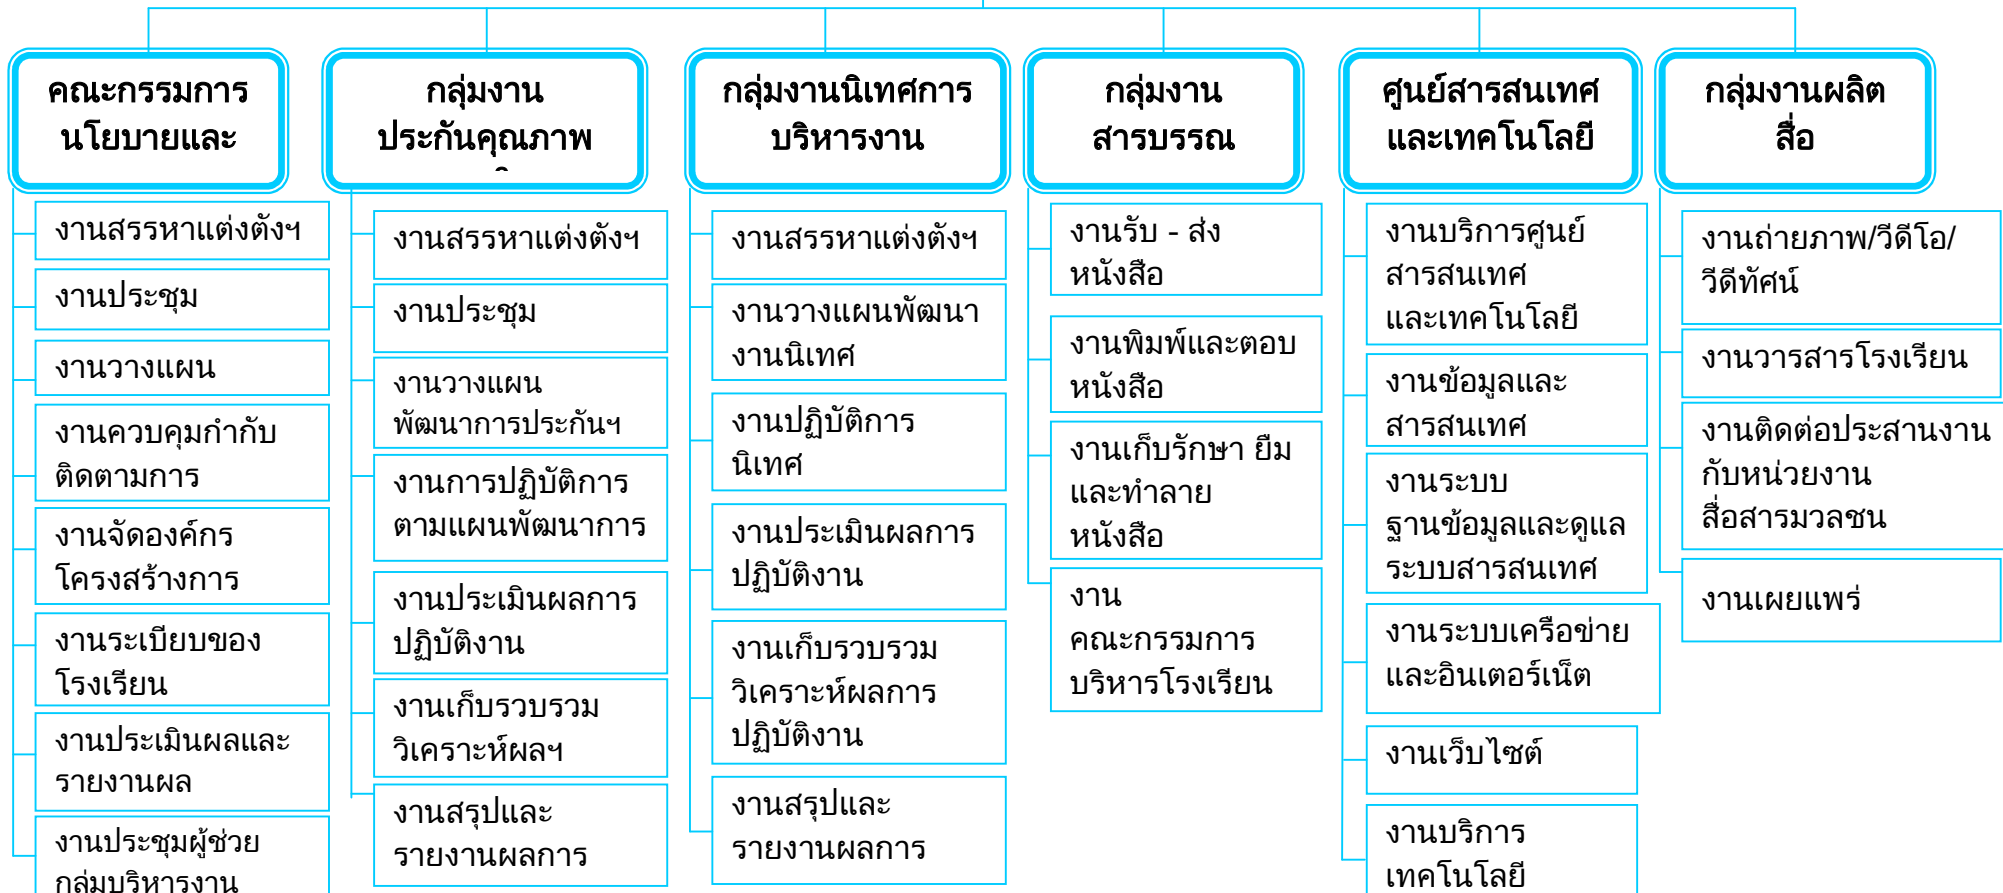 คณะกรรมการ
นโยบายและ
งานสรรหาแต่งตังฯ
งานประชุม
งานวางแผน
งานควบคุมกำกับ
ติดตามการ
งานจัดองค์กร
โครงสร้างการ
งานระเบียบของ
โรงเรียน
งานประเมินผลและ
รายงานผล
งานประชุมผู้ช่วย
กลุ่มบริหารงาน
กลุ่มงาน
ประกันคุณภาพ
งานสรรหาแต่งตังฯ
งานประชุม
งานวางแผน
พัฒนาการประกันฯ
งานการปฏิบัติการ
ตามแผนพัฒนาการ
งานประเมินผลการ
ปฏิบัติงาน
งานเก็บรวบรวม
วิเคราะห์ผลฯ
งานสรุปและ
รายงานผลการ
กลุ่มงานนิเทศการ
บริหารงาน
งานสรรหาแต่งตังฯ
งานวางแผนพัฒนา
งานนิเทศ
งานปฏิบัติการ
นิเทศ
งานประเมินผลการ
ปฏิบัติงาน
งานเก็บรวบรวม
วิเคราะห์ผลการ
ปฏิบัติงาน
งานสรุปและ
รายงานผลการ
กลุ่มงาน
สารบรรณ
งานรับ - ส่ง
หนังสือ
งานพิมพ์และตอบ
หนังสือ
งานเก็บรักษา ยืม
และทำลาย
หนังสือ
งาน
คณะกรรมการ
บริหารโรงเรียน
ศูนย์สารสนเทศ
และเทคโนโลยี
งานบริการศูนย์
สารสนเทศ
และเทคโนโลยี
งานข้อมูลและ
สารสนเทศ
งานระบบ
ฐานข้อมูลและดูแล
ระบบสารสนเทศ
งานระบบเครือข่าย
และอินเตอร์เน็ต
งานเว็บไซต์
งานบริการ
เทคโนโลยี
กลุ่มงานผลิต
สื่อ
งานถ่ายภาพ/วีดีโอ/
วีดีทัศน์
งานวารสารโรงเรียน
งานติดต่อประสานงาน
กับหน่วยงาน
สื่อสารมวลชน
งานเผยแพร่